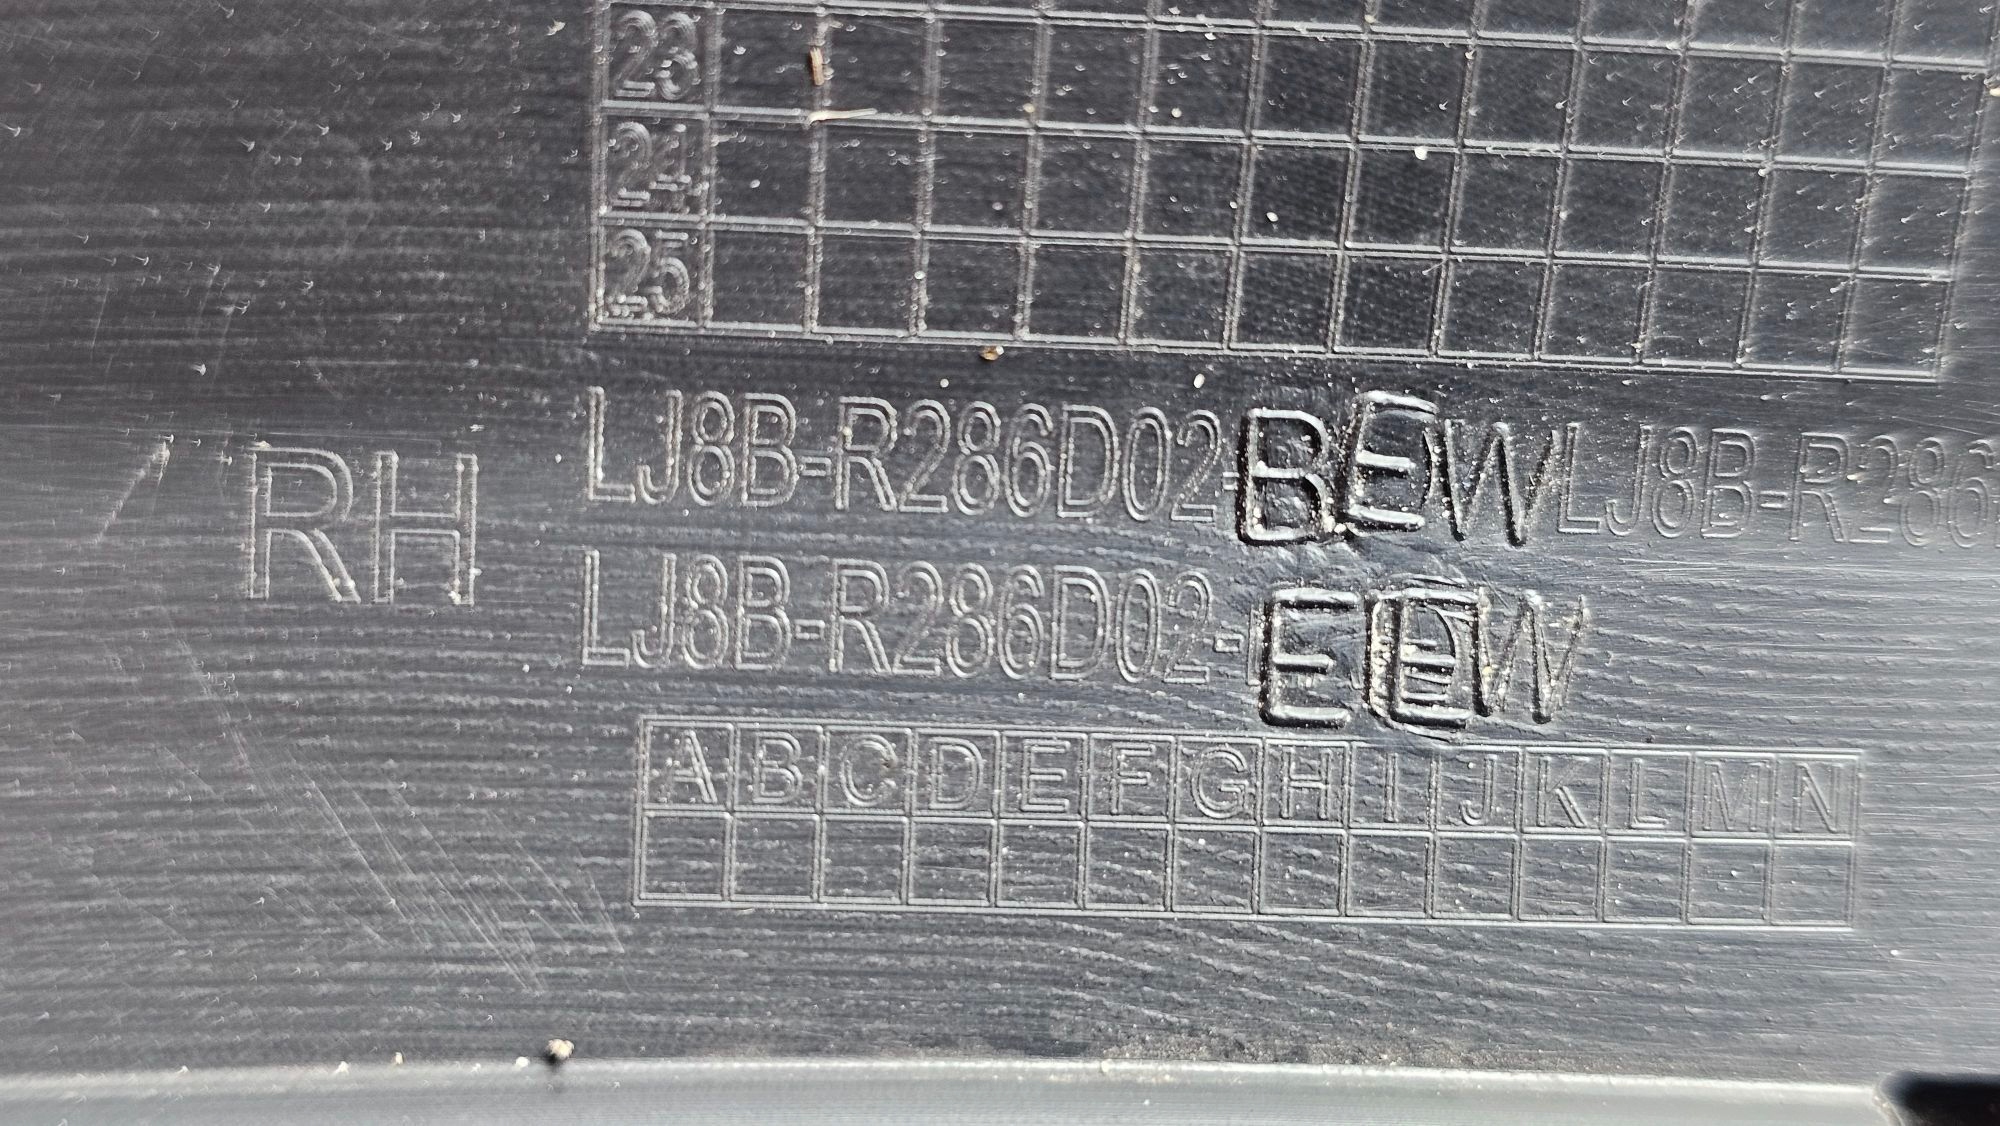 23
24
25
RH
LJ8B-R286D02-BEW LJ8B-R286
LJ8B-R286D02-EEW
A B C D E F G H I J K L M N